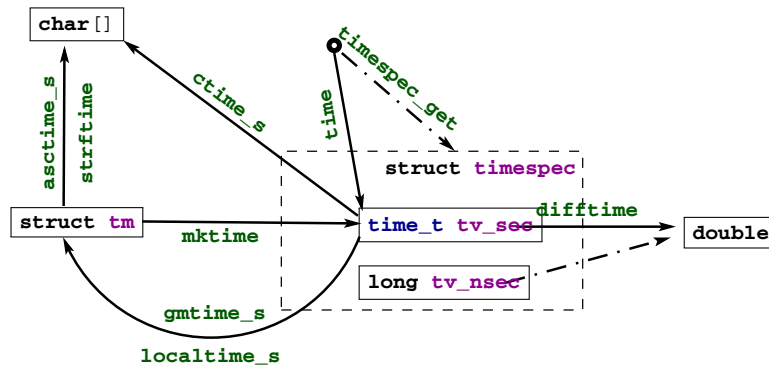 char[]
timespec_get
ctime_s
time
asctime_s
strftime
struct timespec
struct tm
mktime
time_t tv_sec
difftime
double
long tv_nsec
gmtime_s
localtime_s